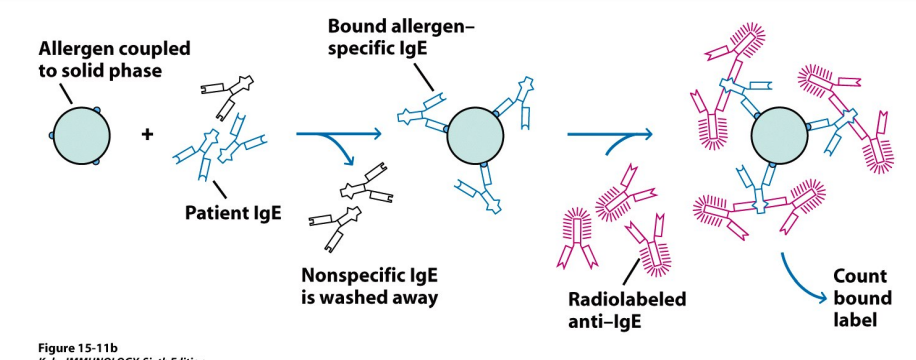 Allergen coupled
to solid phase
+
Patient IgE
Bound allergen–
specific IgE
Nonspecific IgE
is washed away
Radiolabeled
anti–IgE
Count
bound
label
Figure 15-11b